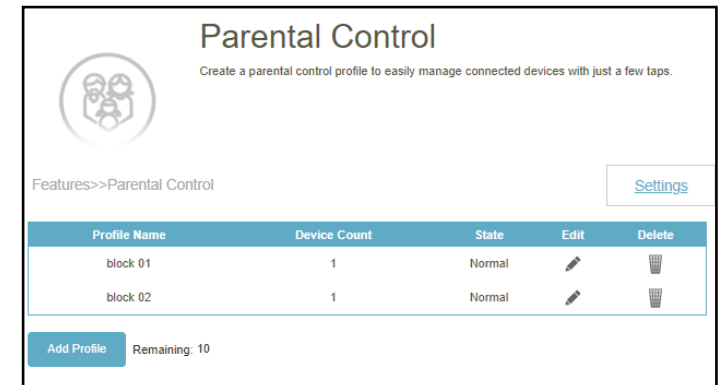 Parental Control
Create a parental control profile to easily manage connected devices with just a few taps.
Features>>Parental Control
Settings
Profile Name Device Count State Edit Delete
block 01 1 Normal
block 02 1 Normal
Add Profile Remaining: 10